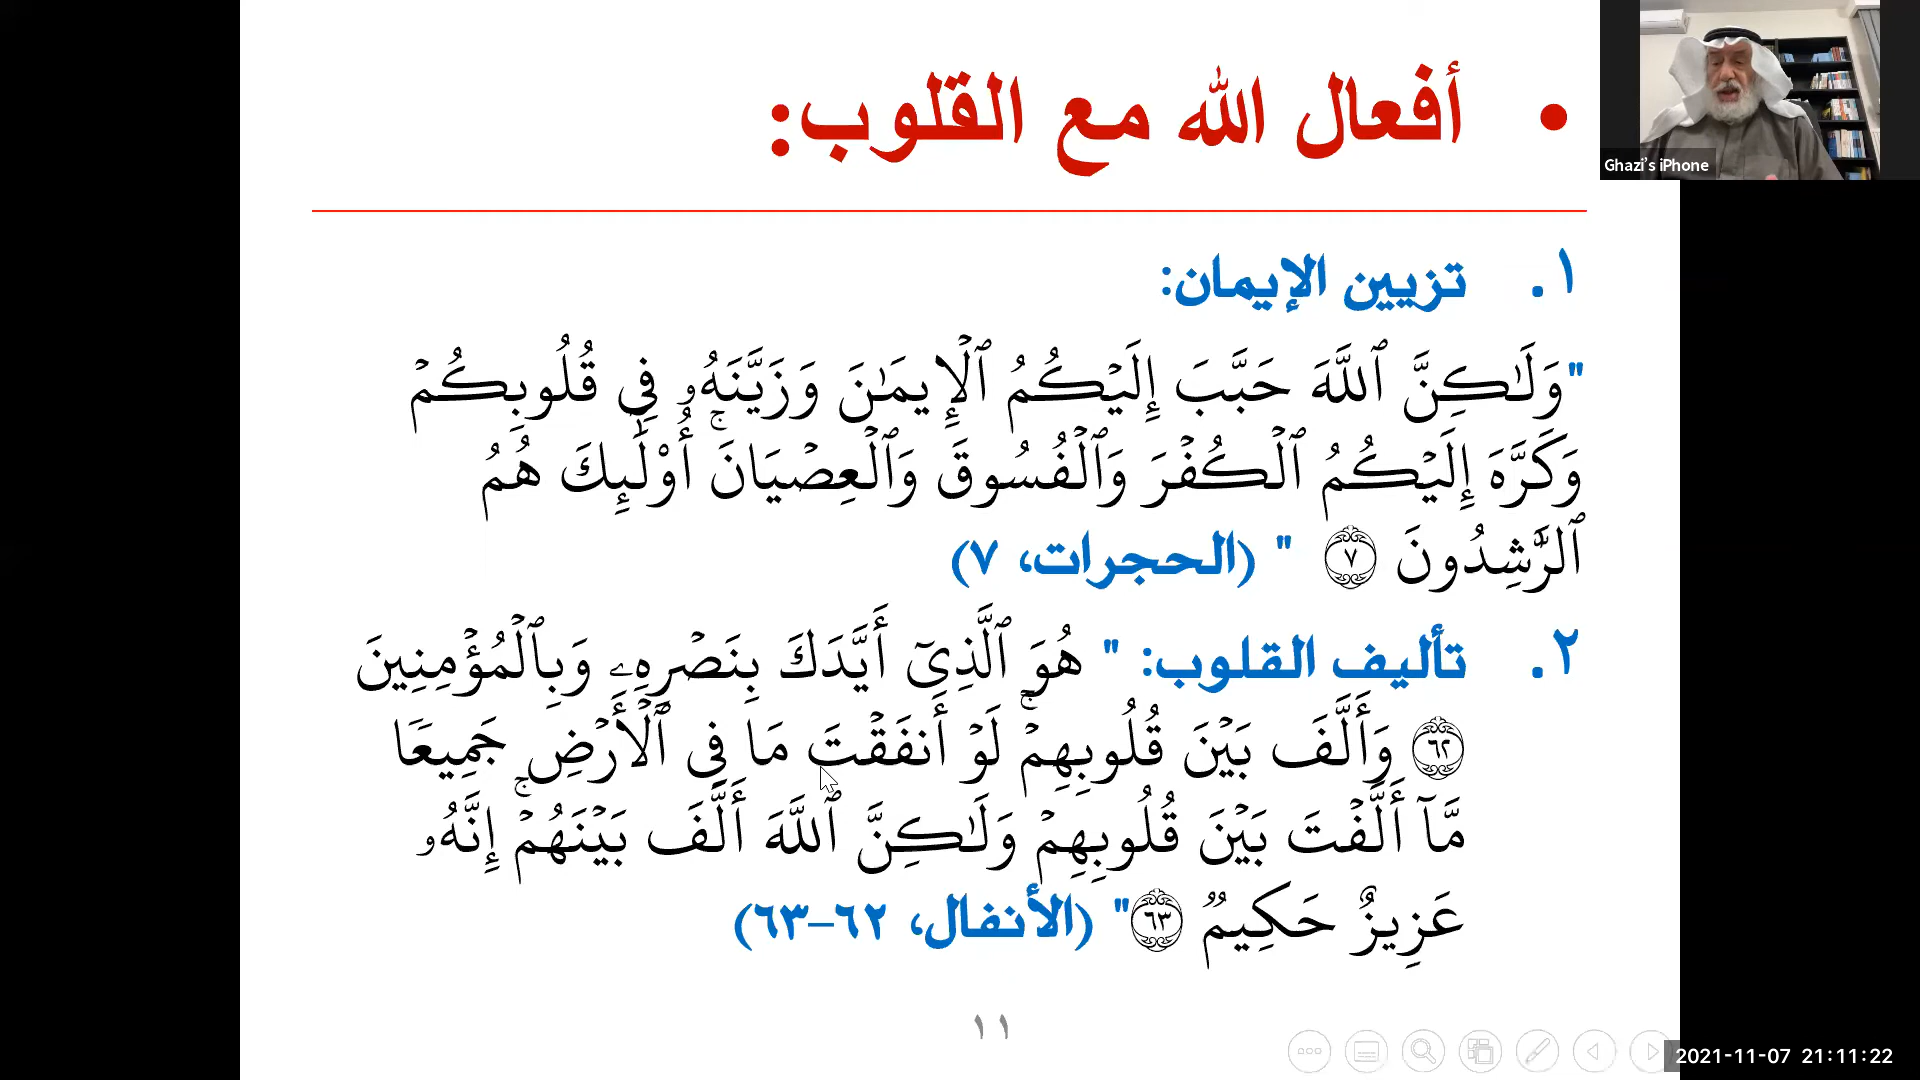 • أفعال الله مع القلوب:
Ghazi's iPhone
١. تزيين الإيمان:
"وَلَٰكِنَّ ٱللَّهَ حَبَّبَ إِلَيۡكُمُ ٱلۡإِيمَٰنَ وَزَيَّنَهُۥ فِي قُلُوبِكُمۡ
وَكَرَّهَ إِلَيۡكُمُ ٱلۡكُفۡرَ وَٱلۡفُسُوقَ وَٱلۡعِصۡيَانَۚ أُوْلَٰٓئِكَ هُمُ
ٱلرَّٰشِدُونَ ٧ " (الحجرات، ٧)
٢. تأليف القلوب: " هُوَ ٱلَّذِيٓ أَيَّدَكَ بِنَصۡرِهِۦ وَبِٱلۡمُؤۡمِنِينَ
٦٢ وَأَلَّفَ بَيۡنَ قُلُوبِهِمۡۚ لَوۡ أَنفَقۡتَ مَا فِي ٱلۡأَرۡضِ جَمِيعٗا
مَّآ أَلَّفۡتَ بَيۡنَ قُلُوبِهِمۡ وَلَٰكِنَّ ٱللَّهَ أَلَّفَ بَيۡنَهُمۡۚ إِنَّهُۥ
عَزِيزٌ حَكِيمٞ ٦٣" (الأنفال، ٦٢-٦٣)
١١
2021-11-07 21:11:22